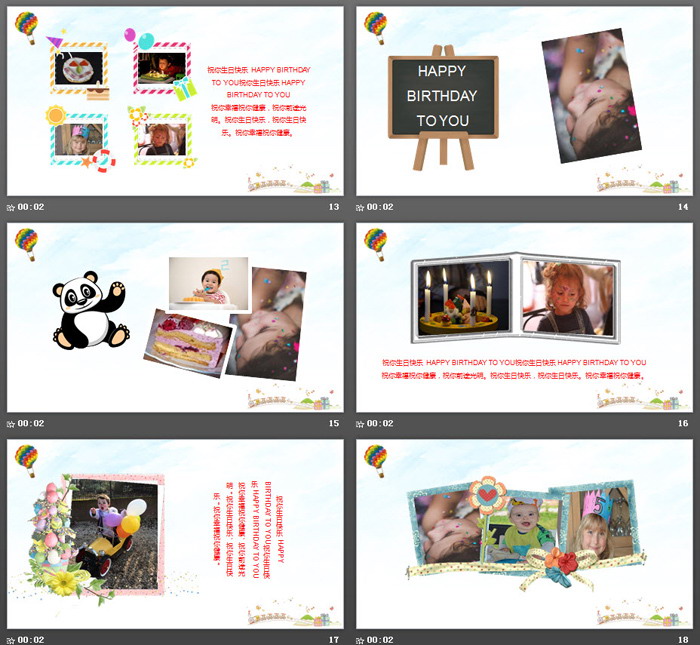 祝你生日快乐 HAPPY BIRTHDAY
TO YOU祝你生日快乐 HAPPY
BIRTHDAY TO YOU
祝你幸福祝你健康，祝你前途光
明。祝你生日快乐，祝你生日快
乐。祝你幸福祝你健康。
00:02
13
HAPPY
BIRTHDAY
TO YOU
00:02
14
00:02
15
祝你生日快乐 HAPPY BIRTHDAY TO YOU祝你生日快乐 HAPPY BIRTHDAY TO YOU
祝你幸福祝你健康，祝你前途光明。祝你生日快乐，祝你生日快乐。祝你幸福祝你健康。
00:02
16
祝你生日快乐 HAPPY
BIRTHDAY TO YOU祝你生日快
乐 HAPPY BIRTHDAY TO YOU
祝你幸福祝你健康，祝你前途光
明。祝你生日快乐，祝你生日快
乐。祝你幸福祝你健康。
00:02
17
5
00:02
18